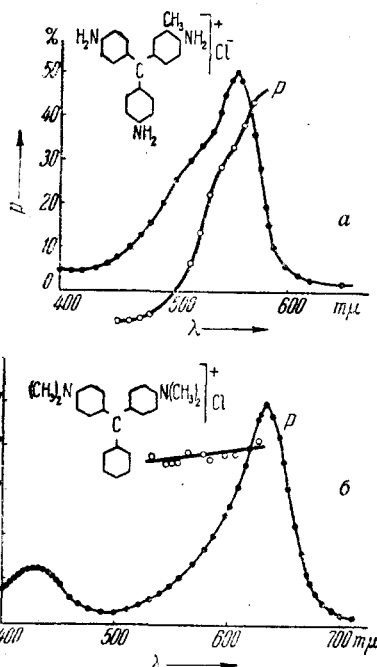 %
50
40
30
20
10
0
p
H₂N
CH₃
NH₂
]⁺ Cl⁻
C
NH₂
p
а
400 500 600 mμ
λ
(CH₃)₂N
N(CH₃)₂
]⁺ Cl
C
p
б
400 500 600 700 mμ
λ